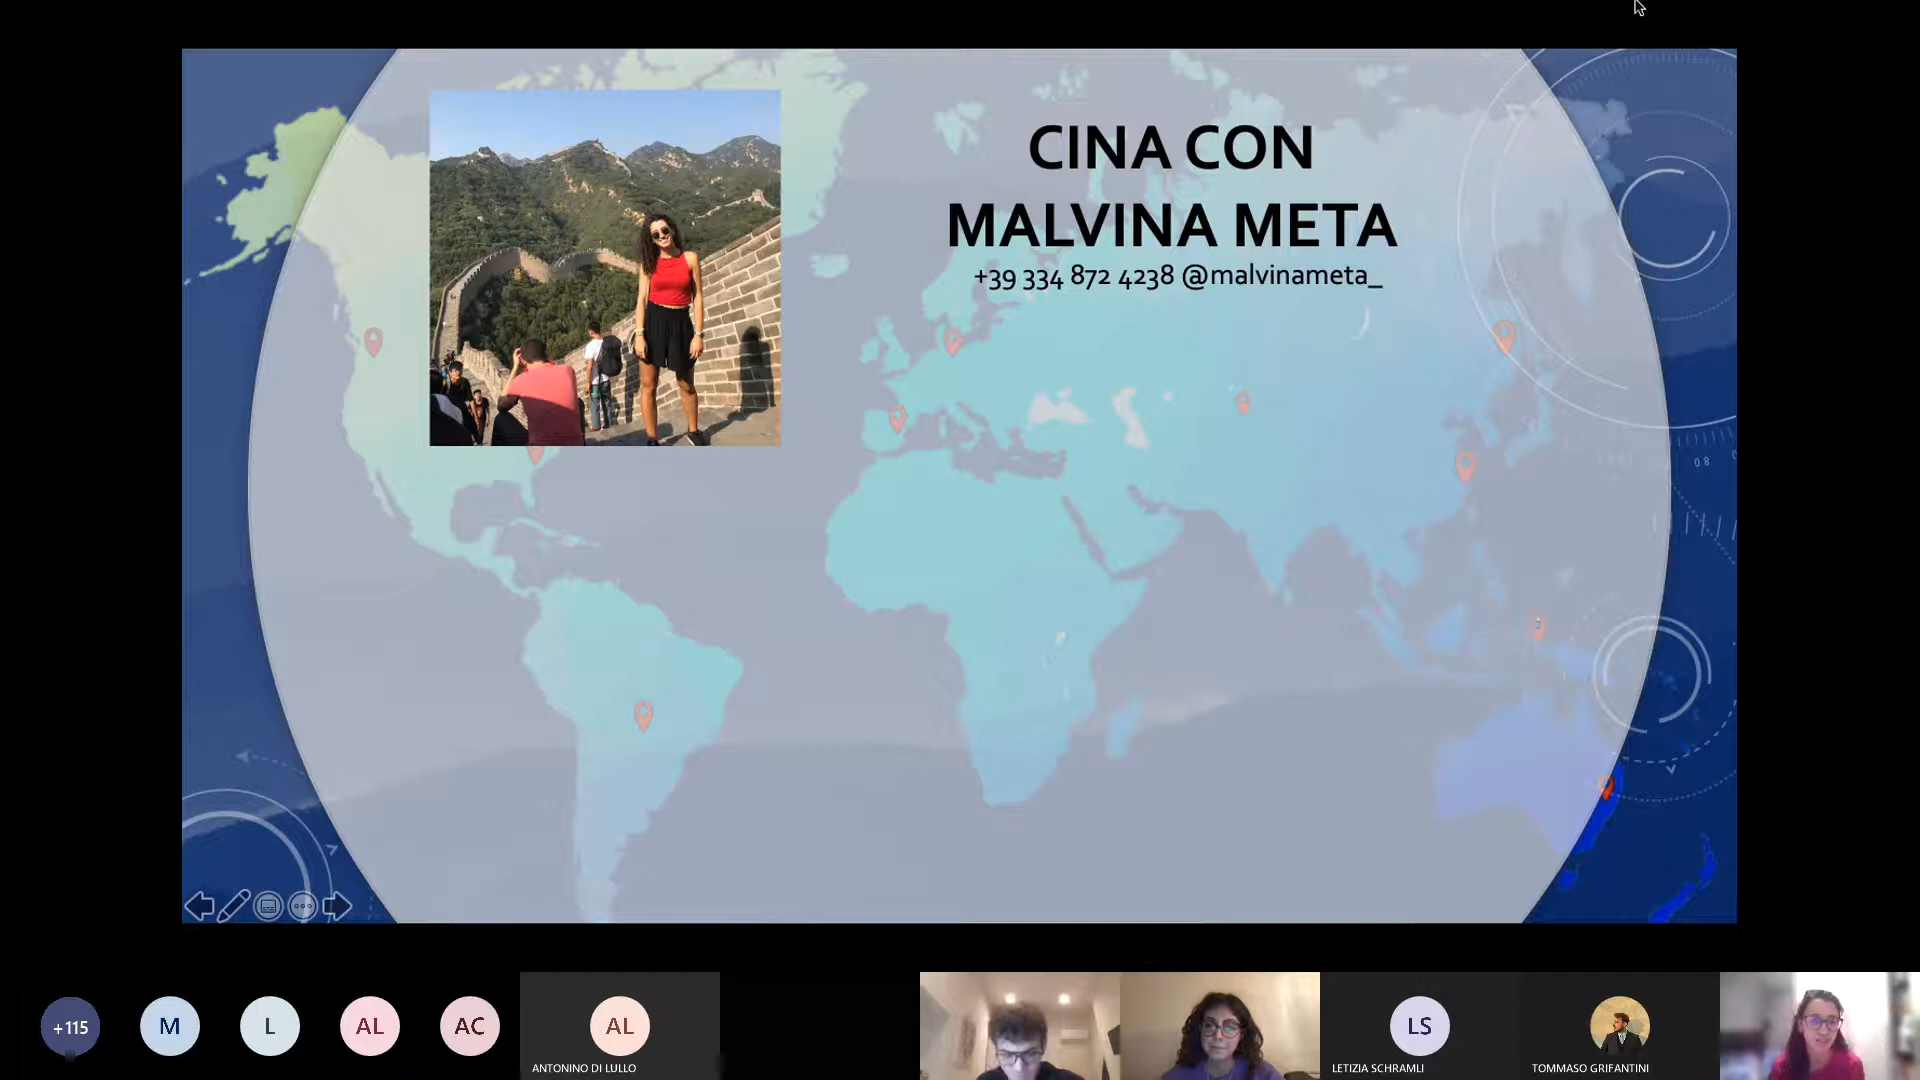 CINA CON
MALVINA META
+39 334 872 4238 @malvinameta_
80
+115
M
L
AL
AC
AL
LS
ANTONINO DI LULLO
LETIZIA SCHRAMLI
TOMMASO GRIFANTINI